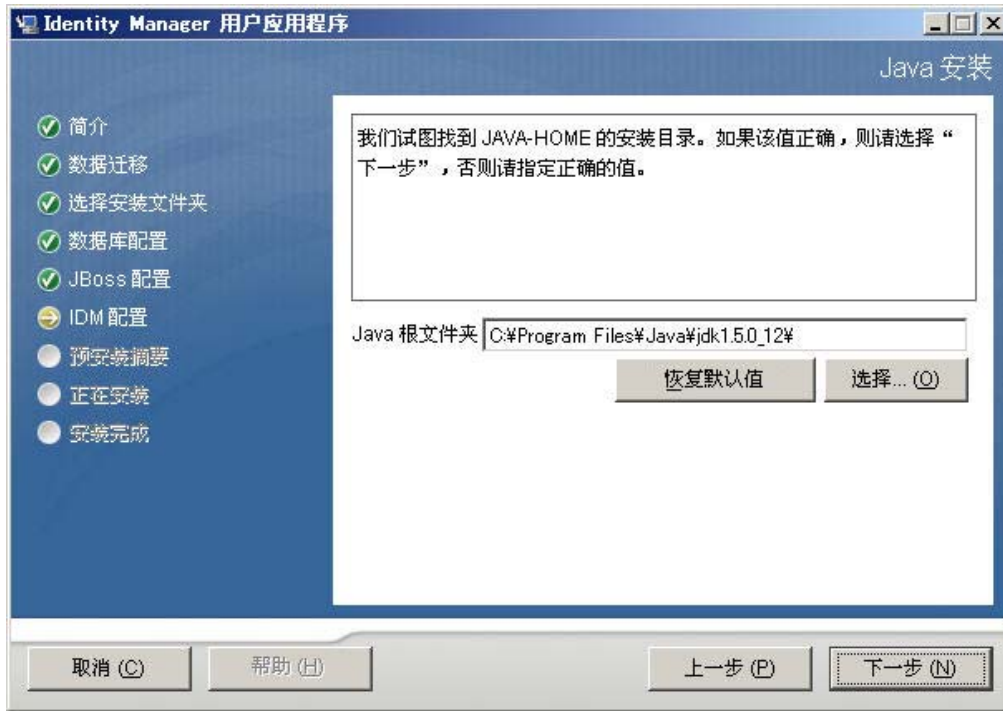 Identity Manager 用户应用程序
Java 安装
简介
数据迁移
选择安装文件夹
数据库配置
JBoss 配置
IDM 配置
预安装摘要
正在安装
安装完成
我们试图找到 JAVA-HOME 的安装目录。如果该值正确，则请选择“
下一步”，否则请指定正确的值。
Java 根文件夹 C:¥Program Files¥Java¥jdk1.5.0_12¥
恢复默认值 选择... (O)
取消 (C) 帮助 (H) 上一步 (P) 下一步 (N)